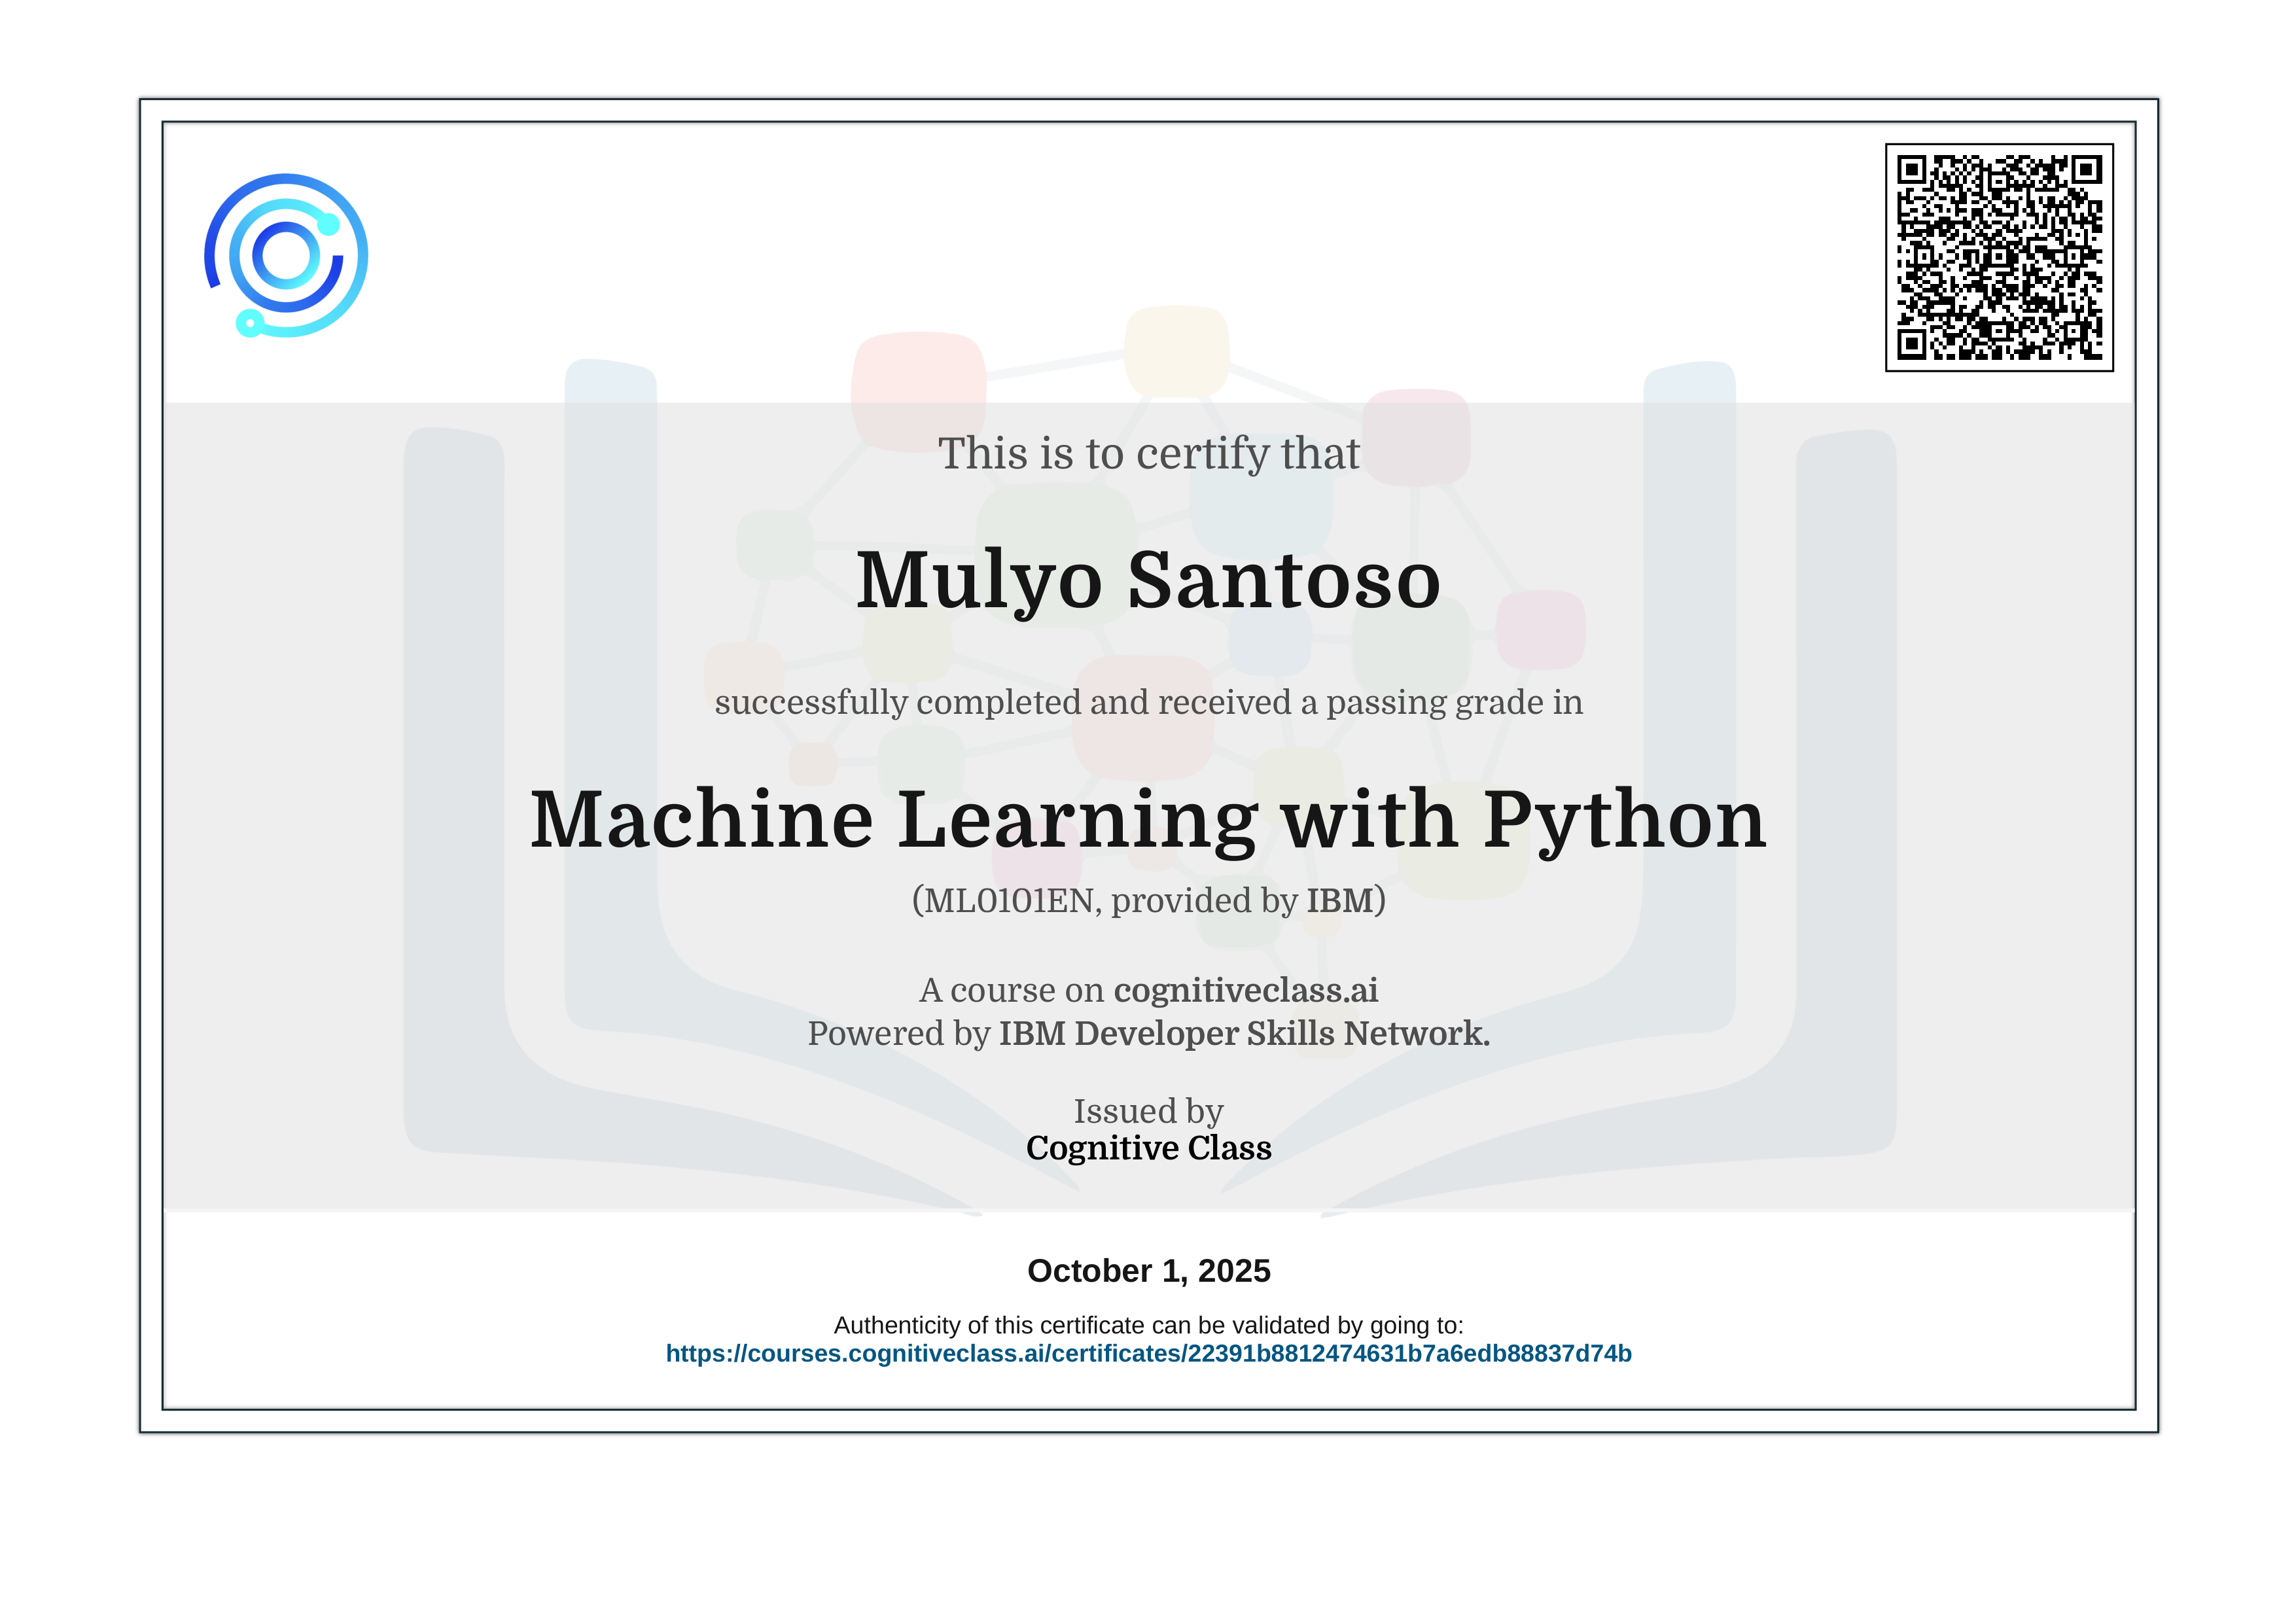 This is to certify that
Mulyo Santoso
successfully completed and received a passing grade in
Machine Learning with Python
(ML0101EN, provided by IBM)
A course on cognitiveclass.ai
Powered by IBM Developer Skills Network.
Issued by
Cognitive Class
October 1, 2025
Authenticity of this certificate can be validated by going to:
https://courses.cognitiveclass.ai/certificates/22391b8812474631b7a6edb88837d74b